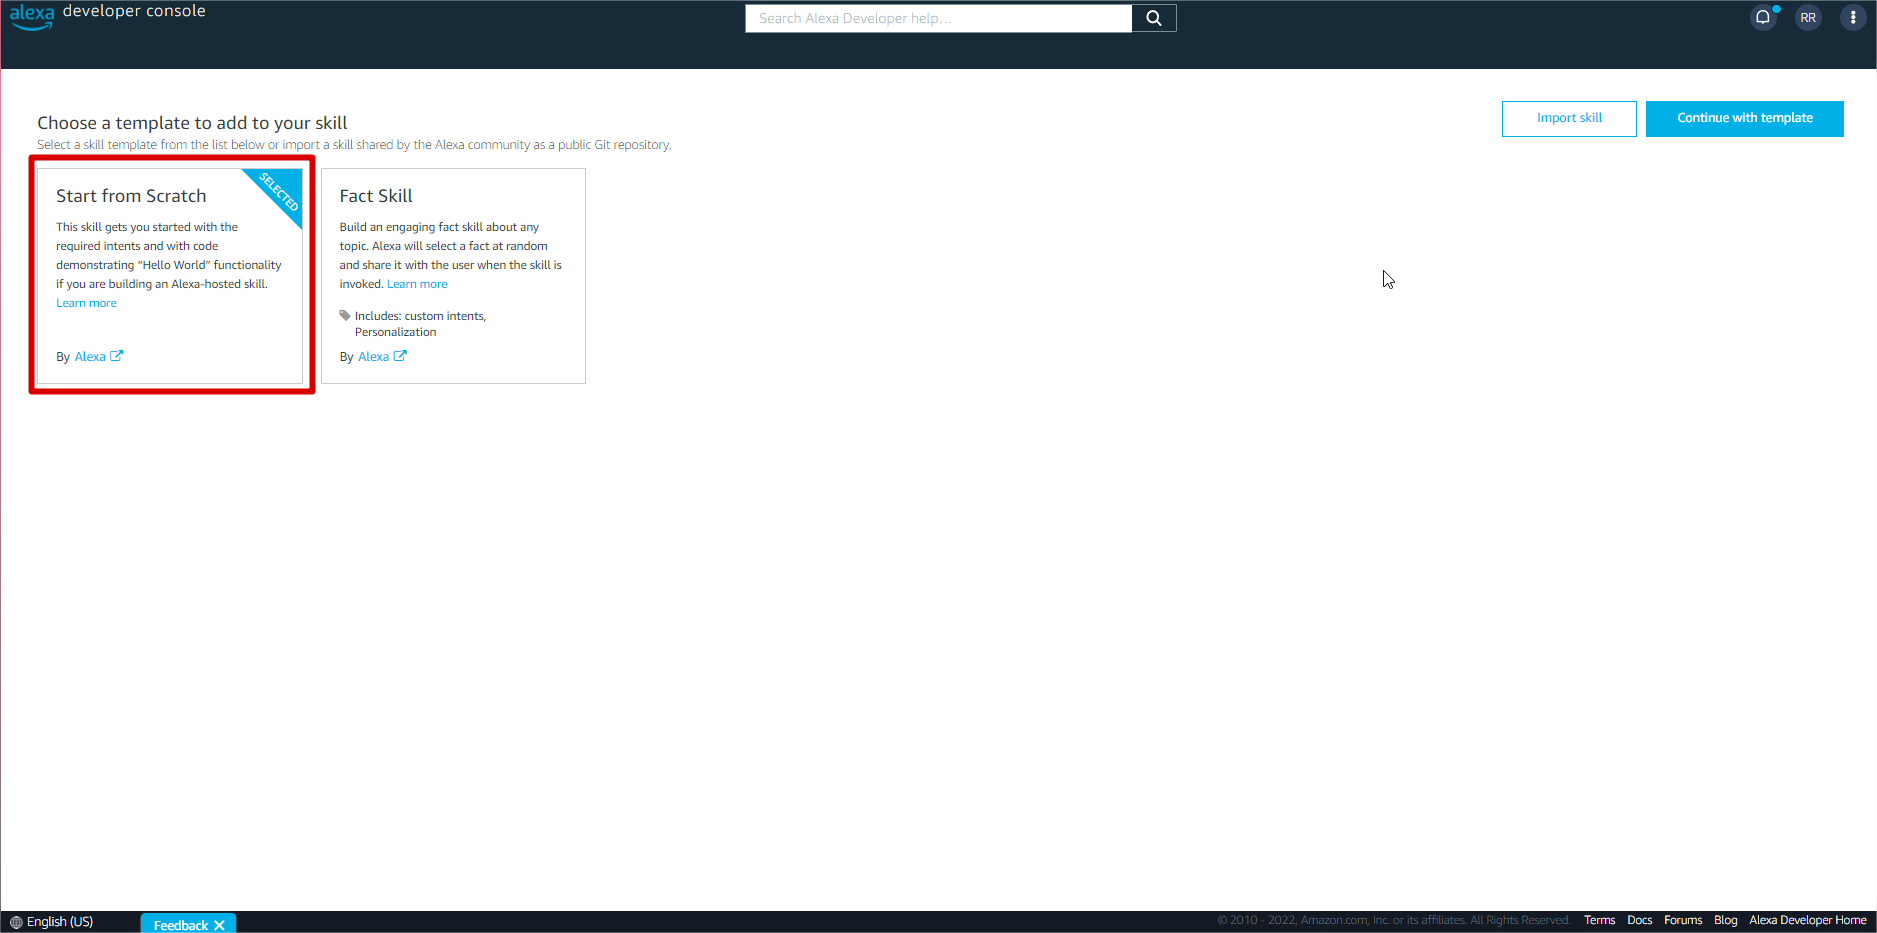 alexa developer console
Search Alexa Developer help...
RR
Choose a template to add to your skill
Select a skill template from the list below or import a skill shared by the Alexa community as a public Git repository.
Import skill
Continue with template
SELECTED
Start from Scratch
This skill gets you started with the
required intents and with code
demonstrating “Hello World” functionality
if you are building an Alexa-hosted skill.
Learn more
By Alexa
Fact Skill
Build an engaging fact skill about any
topic. Alexa will select a fact at random
and share it with the user when the skill is
invoked. Learn more
Includes: custom intents,
Personalization
By Alexa
English (US)
Feedback
© 2010 - 2022, Amazon.com, Inc. or its affiliates. All Rights Reserved.
Terms Docs Forums Blog Alexa Developer Home